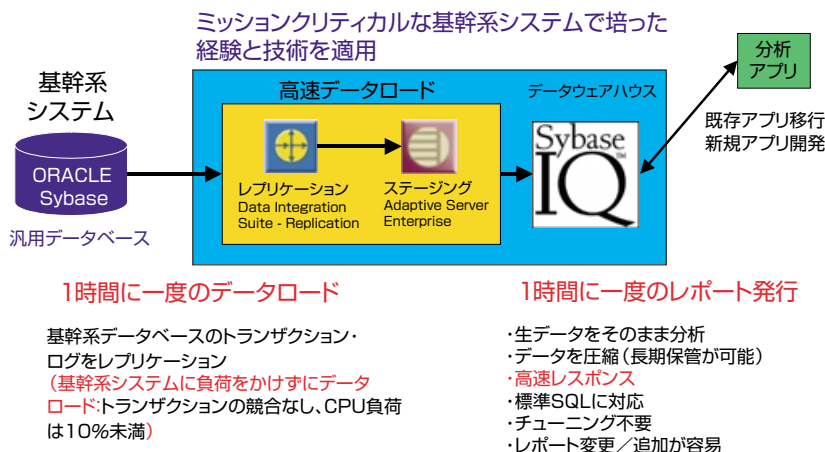 ミッションクリティカルな基幹系システムで培った
経験と技術を適用
分析
アプリ
基幹系
システム
高速データロード
データウェアハウス
既存アプリ移行
新規アプリ開発
ORACLE
Sybase
レプリケーション
Data Integration
Suite - Replication
ステージング
Adaptive Server
Enterprise
Sybase
IQ™
汎用データベース
1時間に一度のデータロード
基幹系データベースのトランザクション・
ログをレプリケーション
(基幹系システムに負荷をかけずにデータ
ロード:トランザクションの競合なし、CPU負荷
は10%未満)
1時間に一度のレポート発行
・生データをそのまま分析
・データを圧縮(長期保管が可能)
・高速レスポンス
・標準SQLに対応
・チューニング不要
・レポート変更／追加が容易